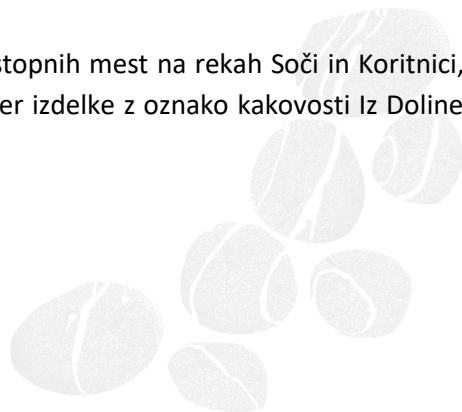 stopnih mest na rekah Soči in Koritnici,
er izdelke z oznako kakovosti Iz Doline